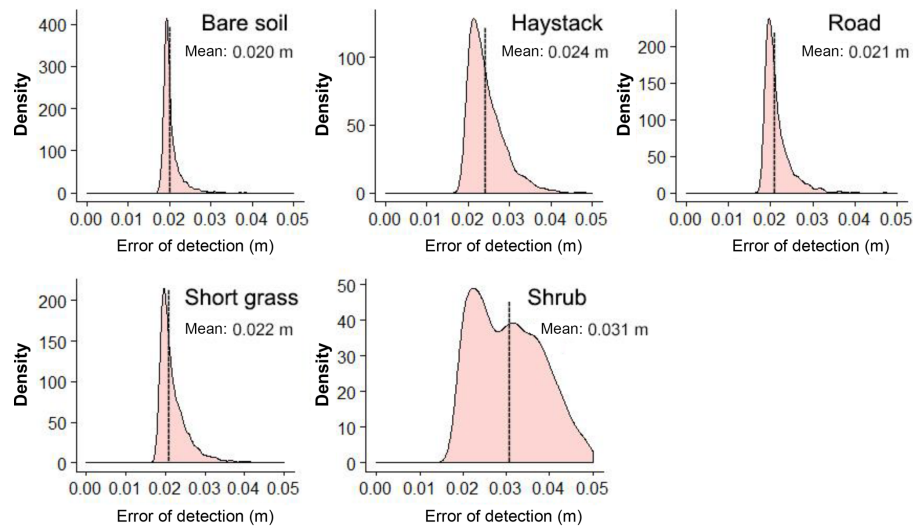 Bare soil
Mean: 0.020 m
Density
400
300
200
100
0
0.00 0.01 0.02 0.03 0.04 0.05
Error of detection (m)
Haystack
Mean: 0.024 m
Density
100
50
0
0.00 0.01 0.02 0.03 0.04 0.05
Error of detection (m)
Road
Mean: 0.021 m
Density
200
150
100
50
0
0.00 0.01 0.02 0.03 0.04 0.05
Error of detection (m)
Short grass
Mean: 0.022 m
Density
200
150
100
50
0
0.00 0.01 0.02 0.03 0.04 0.05
Error of detection (m)
Shrub
Mean: 0.031 m
Density
50
40
30
20
10
0
0.00 0.01 0.02 0.03 0.04 0.05
Error of detection (m)